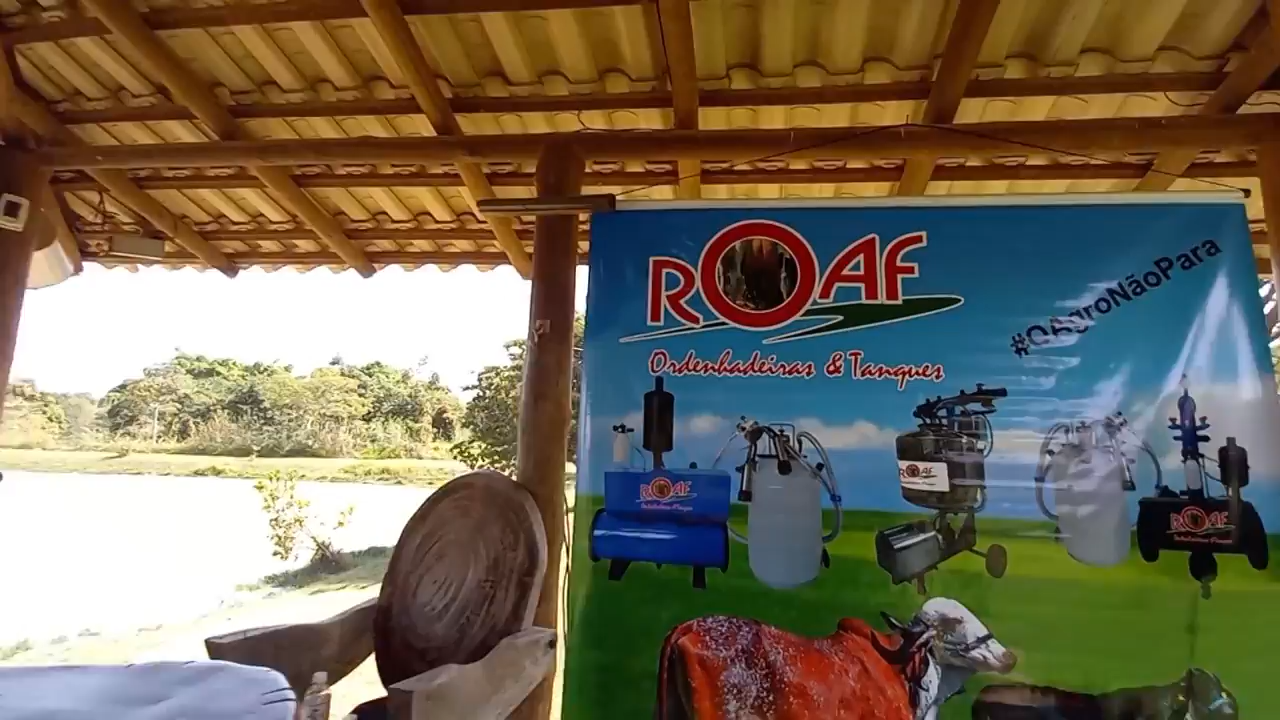 ROAF
Ordenhadeiras & Tanques
#OAgroNãoPara
ROAF
ROAF
ROAF